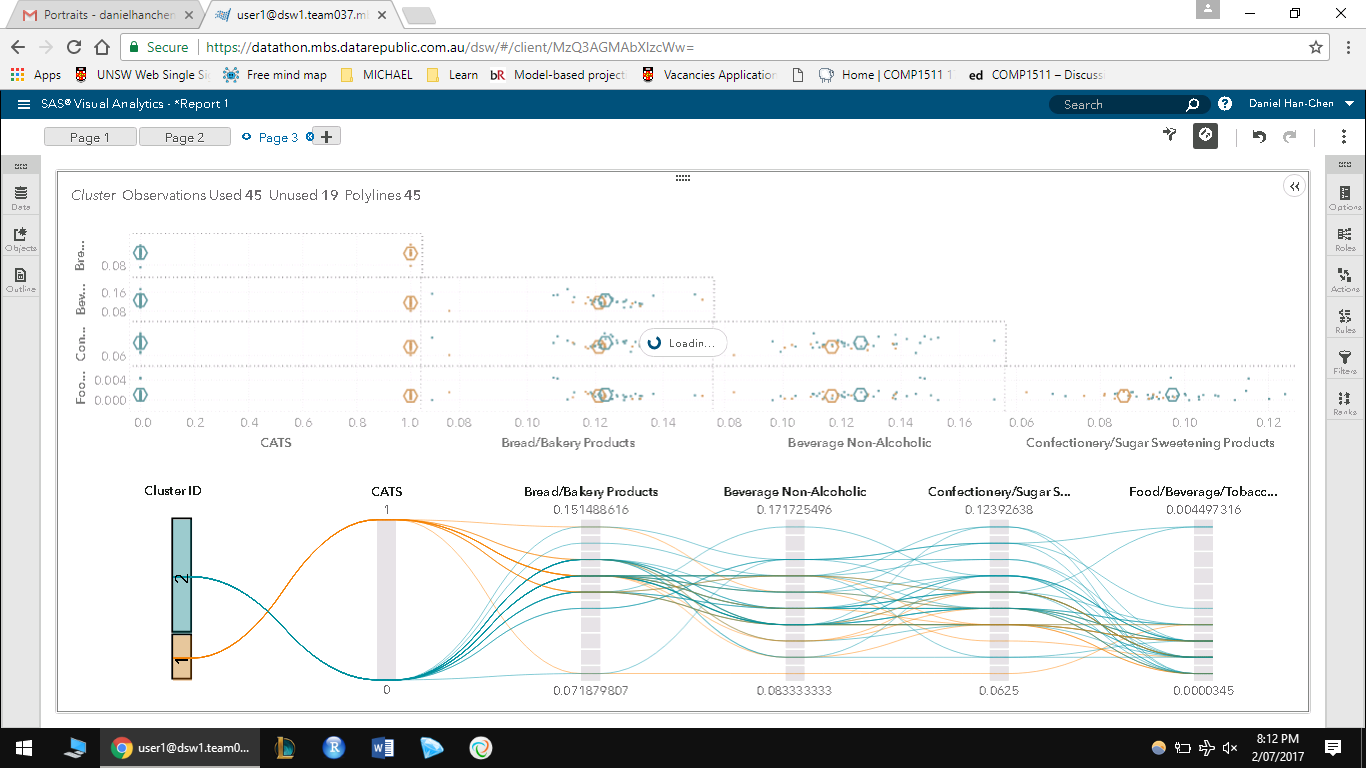 Portraits - danielhanchen
user1@dsw1.team037.m
Secure
https://datathon.mbs.datarepublic.com.au/dsw/#/client/MzQ3AGMAbXIzcWw=
Apps
UNSW Web Single Si
Free mind map
MICHAEL
Learn
bR Model-based project
Vacancies Application
Home | COMP1511 1
ed COMP1511 – Discuss
SAS® Visual Analytics - *Report 1
Search
Daniel Han-Chen
Page 1
Page 2
Page 3
Data
Objects
Outline
Options
Roles
Actions
Rules
Filters
Ranks
Cluster Observations Used 45 Unused 19 Polylines 45
Bre...
0.08
Bev...
0.16
0.08
Con...
0.06
Loadin...
Foo...
0.004
0.000
0.0 0.2 0.4 0.6 0.8 1.0 0.08 0.10 0.12 0.14 0.08 0.10 0.12 0.14 0.16 0.06 0.08 0.10 0.12
CATS Bread/Bakery Products Beverage Non-Alcoholic Confectionery/Sugar Sweetening Products
Cluster ID CATS Bread/Bakery Products Beverage Non-Alcoholic Confectionery/Sugar S... Food/Beverage/Tobacc...
1 0.151488616 0.171725496 0.12392638 0.004497316
2
1
0 0.071879807 0.083333333 0.0625 0.0000345
user1@dsw1.team0...
8:12 PM
2/07/2017